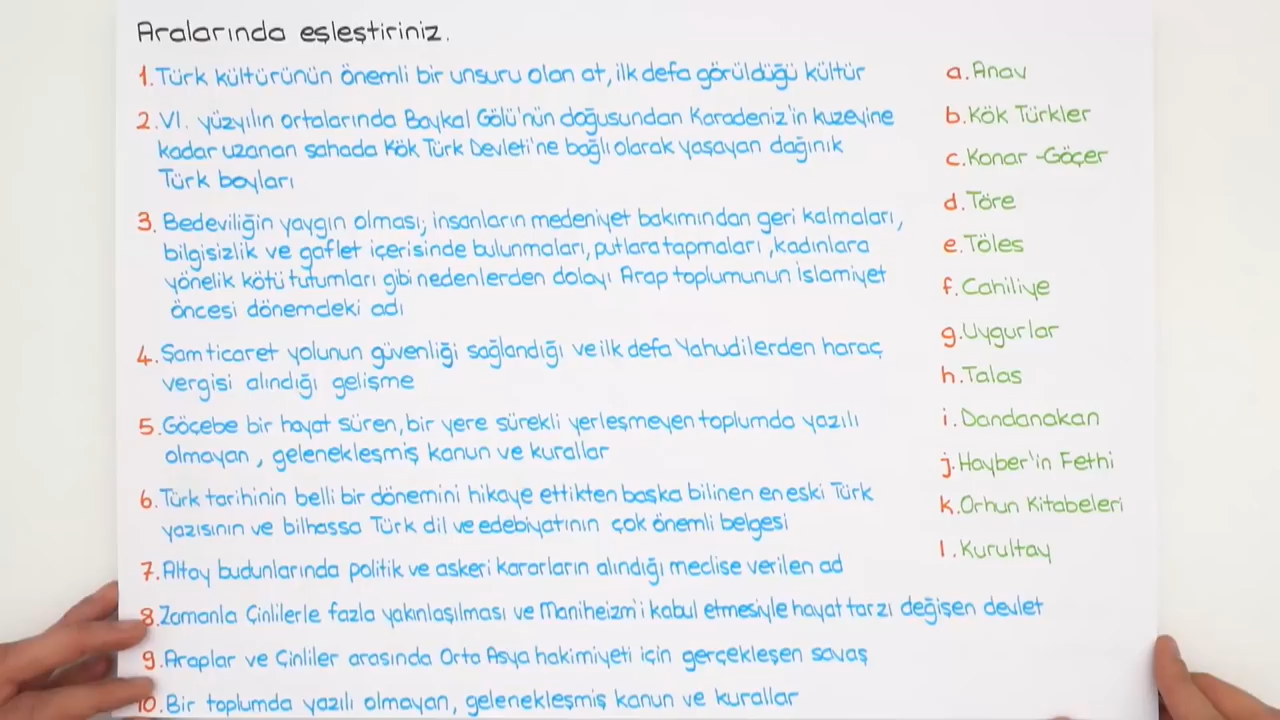 Aralarında eşleştiriniz.
1. Türk kültürünün önemli bir unsuru olan at, ilk defa görüldüğü kültür
2. VI. yüzyılın ortalarında Baykal Gölü'nün doğusundan Karadeniz'in kuzeyine
kadar uzanan sahada Kök Türk Devleti'ne bağlı olarak yaşayan dağınık
Türk boyları
3. Bedeviliğin yaygın olması, insanların medeniyet bakımından geri kalmaları,
bilgisizlik ve gaflet içerisinde bulunmaları, putlara tapmaları, kadınlara
yönelik kötü tutumları gibi nedenlerden dolayı Arap toplumunun İslamiyet
öncesi dönemdeki adı
4. Şam ticaret yolunun güvenliği sağlandığı ve ilk defa Yahudilerden haraç
vergisi alındığı gelişme
5. Göçebe bir hayat süren, bir yere sürekli yerleşmeyen toplumda yazılı
olmayan, gelenekleşmiş kanun ve kurallar
6. Türk tarihinin belli bir dönemini hikaye ettikten başka bilinen en eski Türk
yazısının ve bilhassa Türk dil ve edebiyatının çok önemli belgesi
7. Altay budunlarında politik ve askeri kararların alındığı meclise verilen ad
8. Zamanla Çinlilerle fazla yakınlaşılması ve Maniheizm'i kabul etmesiyle hayat tarzı değişen devlet
9. Araplar ve Çinliler arasında Orta Asya hakimiyeti için gerçekleşen savaş
10. Bir toplumda yazılı olmayan, gelenekleşmiş kanun ve kurallar
a. Anav
b. Kök Türkler
c. Konar-Göçer
d. Töre
e. Töles
f. Cahiliye
g. Uygurlar
h. Talas
i. Dandanakan
j. Hayber'in Fethi
k. Orhun Kitabeleri
l. Kurultay